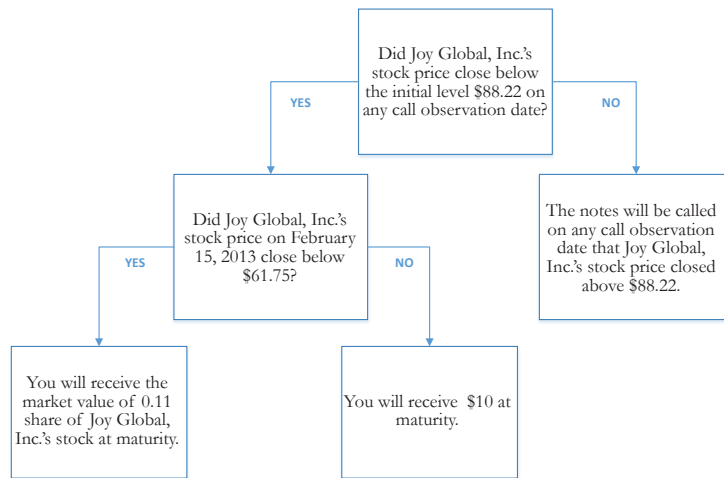 Did Joy Global, Inc.'s
stock price close below
the initial level $88.22 on
any call observation date?
YES
NO
Did Joy Global, Inc.'s
stock price on February
15, 2013 close below
$61.75?
The notes will be called
on any call observation
date that Joy Global,
Inc.'s stock price closed
above $88.22.
YES
NO
You will receive the
market value of 0.11
share of Joy Global,
Inc.'s stock at maturity.
You will receive $10 at
maturity.